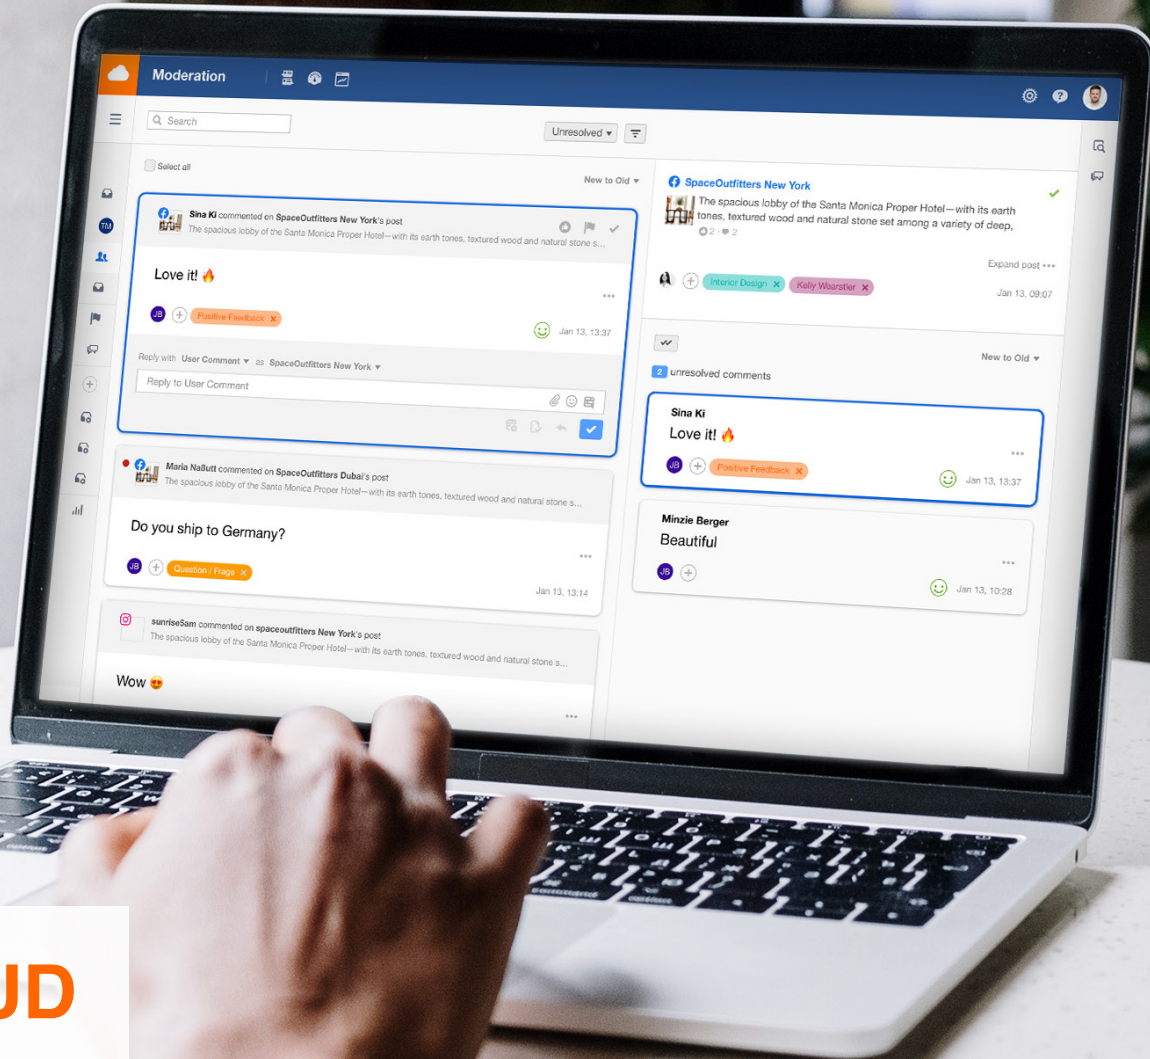 Moderation
Search
Unresolved
Select all
New to Old
Sina Ki commented on SpaceOutfitters New York's post
The spacious lobby of the Santa Monica Proper Hotel—with its earth tones, textured wood and natural stone s...
Love it! 🔥
JB
Positive Feedback ×
Jan 13, 13:37
Reply with User Comment as SpaceOutfitters New York
Reply to User Comment
Maria Naßutt commented on SpaceOutfitters Dubai's post
The spacious lobby of the Santa Monica Proper Hotel—with its earth tones, textured wood and natural stone s...
Do you ship to Germany?
JB
Question / Frage ×
Jan 13, 13:14
sunrise5am commented on spaceoutfitters New York's post
The spacious lobby of the Santa Monica Proper Hotel—with its earth tones, textured wood and natural stone s...
Wow 😍
TM
SpaceOutfitters New York
The spacious lobby of the Santa Monica Proper Hotel—with its earth
tones, textured wood and natural stone set among a variety of deep,
2 · 2
Expand post •••
Interior Design ×
Kelly Wearstler ×
Jan 13, 09:07
New to Old
2 unresolved comments
Sina Ki
Love it! 🔥
JB
Positive Feedback ×
Jan 13, 13:37
Minzie Berger
Beautiful
JB
Jan 13, 10:28
UD